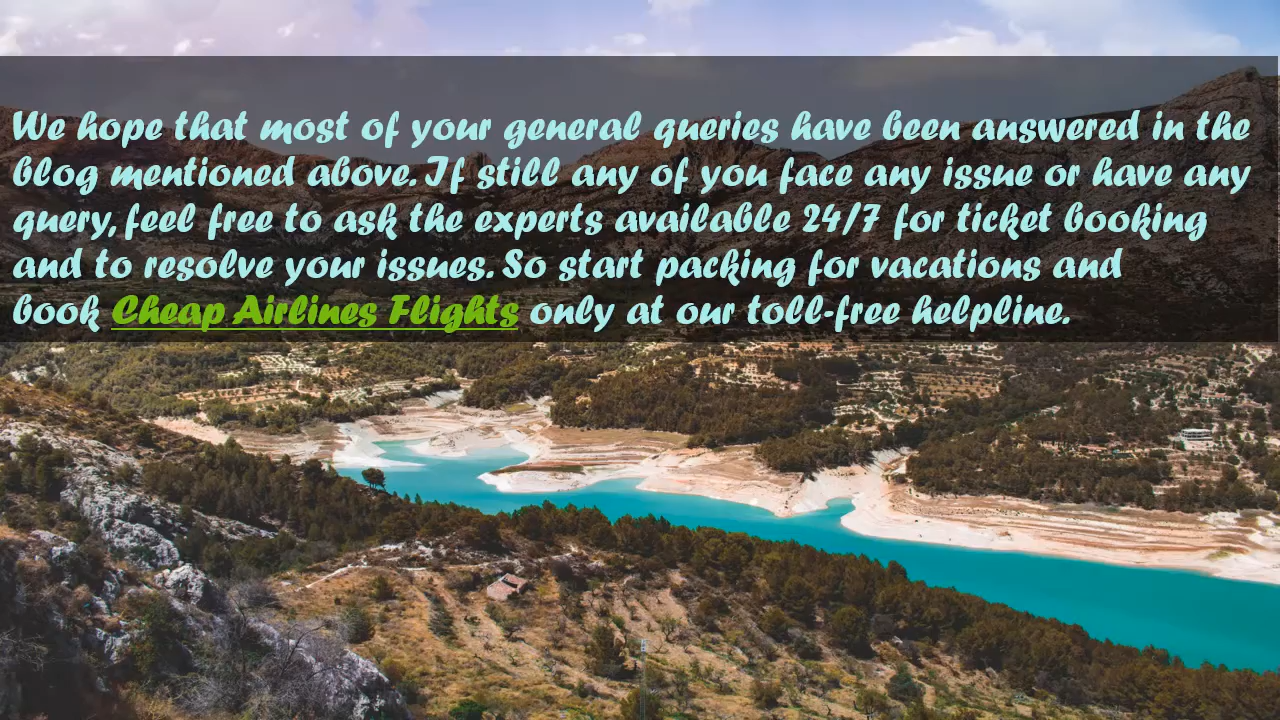 We hope that most of your general queries have been answered in the
blog mentioned above. If still any of you face any issue or have any
query, feel free to ask the experts available 24/7 for ticket booking
and to resolve your issues. So start packing for vacations and
book Cheap Airlines Flights only at our toll-free helpline.